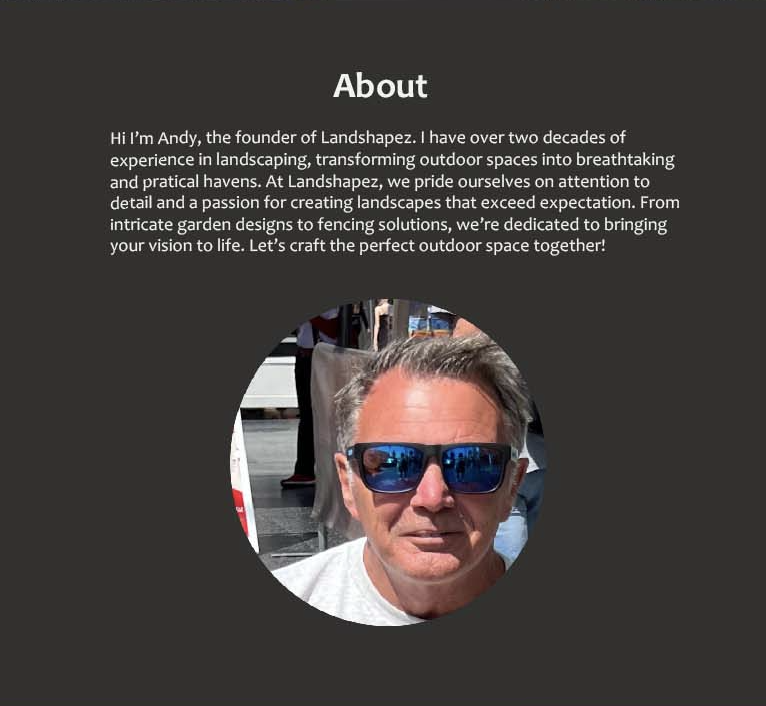 About
Hi I’m Andy, the founder of Landshapez. I have over two decades of
experience in landscaping, transforming outdoor spaces into breathtaking
and pratical havens. At Landshapez, we pride ourselves on attention to
detail and a passion for creating landscapes that exceed expectation. From
intricate garden designs to fencing solutions, we’re dedicated to bringing
your vision to life. Let’s craft the perfect outdoor space together!